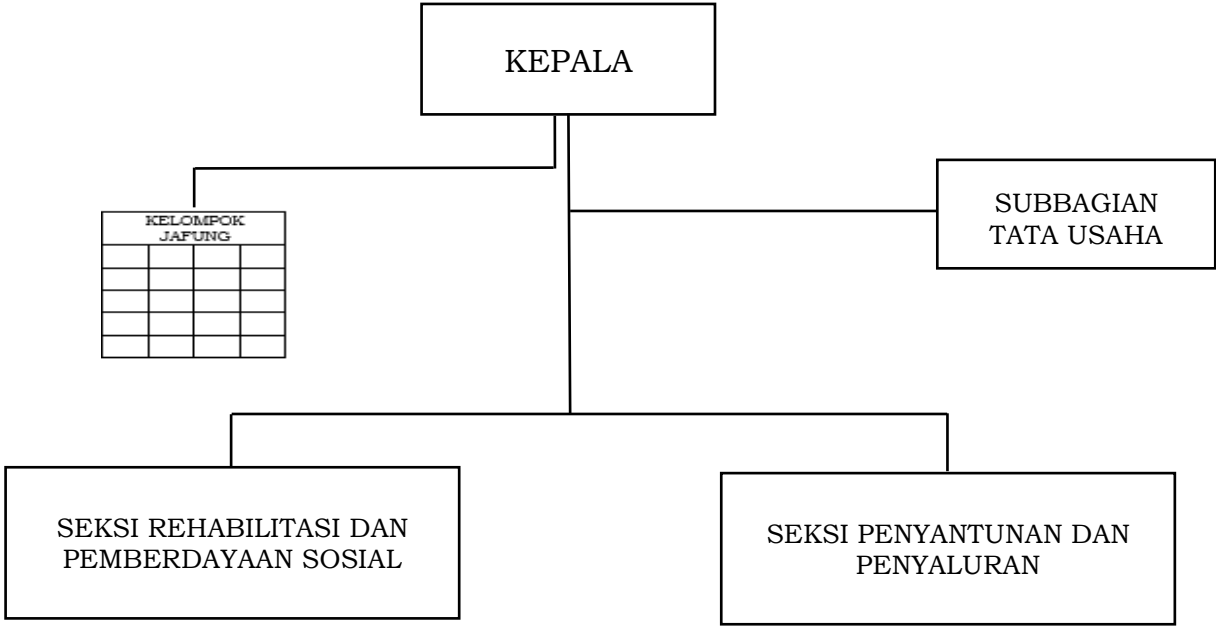 KEPALA
KELOMPOK
JAFUNG
SUBBAGIAN
TATA USAHA
SEKSI REHABILITASI DAN
PEMBERDAYAAN SOSIAL
SEKSI PENYANTUNAN DAN
PENYALURAN